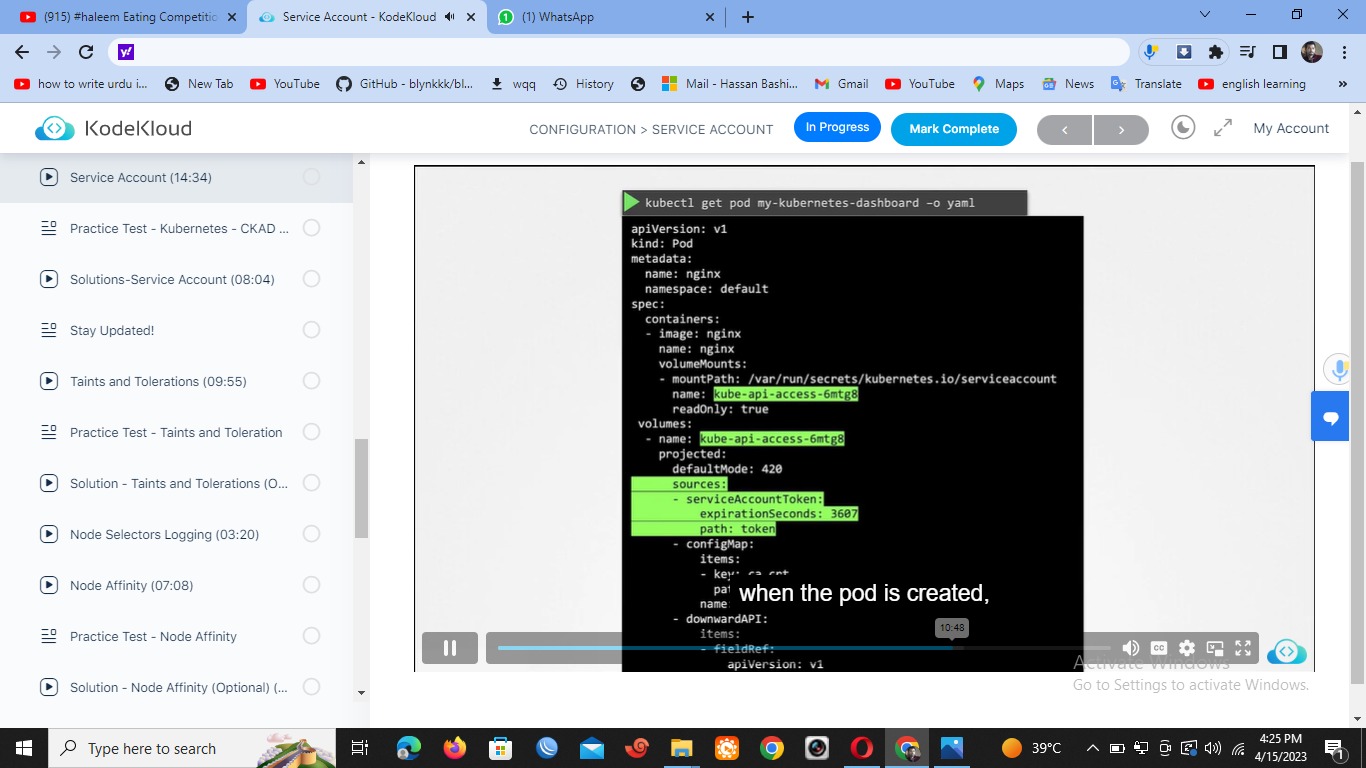 (915) #haleem Eating Competitio
Service Account - KodeKloud
(1) WhatsApp
how to write urdu i...
New Tab
YouTube
GitHub - blynkkk/bl...
wqq
History
Mail - Hassan Bashi...
Gmail
YouTube
Maps
News
Translate
english learning
KodeKloud
CONFIGURATION > SERVICE ACCOUNT
In Progress
Mark Complete
My Account
Service Account (14:34)
Practice Test - Kubernetes - CKAD ...
Solutions-Service Account (08:04)
Stay Updated!
Taints and Tolerations (09:55)
Practice Test - Taints and Toleration
Solution - Taints and Tolerations (O...
Node Selectors Logging (03:20)
Node Affinity (07:08)
Practice Test - Node Affinity
Solution - Node Affinity (Optional) (...
kubectl get pod my-kubernetes-dashboard –o yaml
apiVersion: v1
kind: Pod
metadata:
name: nginx
namespace: default
spec:
containers:
- image: nginx
name: nginx
volumeMounts:
- mountPath: /var/run/secrets/kubernetes.io/serviceaccount
name: kube-api-access-6mtg8
readOnly: true
volumes:
- name: kube-api-access-6mtg8
projected:
defaultMode: 420
sources:
- serviceAccountToken:
expirationSeconds: 3607
path: token
- configMap:
items:
- key: ca.crt
when the pod is created,
name:
- downwardAPI:
items:
- fieldRef:
apiVersion: v1
10:48
CC
Activate Windows
Go to Settings to activate Windows.
Type here to search
39°C
4:25 PM
4/15/2023
1